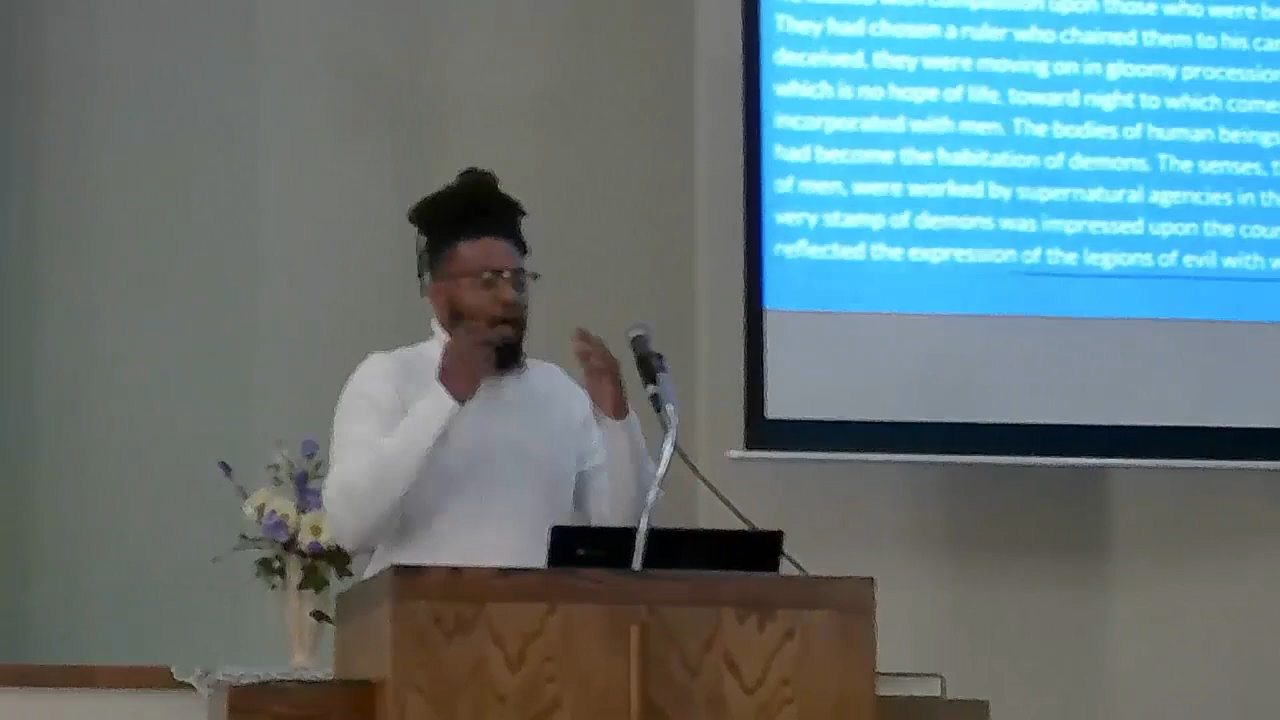 with compassion upon those who were
They had chosen a ruler who chained them to his
deceived, they were moving on in gloomy procession
which is no hope of life, toward night to which
incorporated with men. The bodies of human
had become the habitation of demons. The senses,
of men, were worked by supernatural agencies in
very stamp of demons was impressed upon the
reflected the expression of the legions of evil with